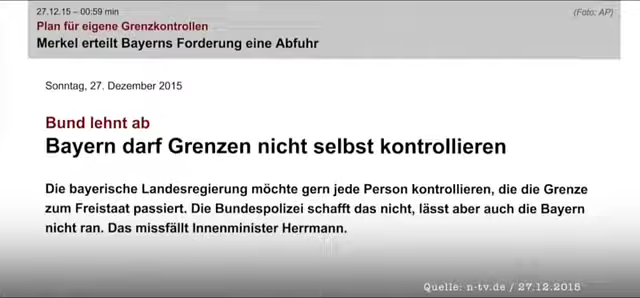 27.12.15 – 00:59 min
(Foto: AP)
Plan für eigene Grenzkontrollen
Merkel erteilt Bayerns Forderung eine Abfuhr
Sonntag, 27. Dezember 2015
Bund lehnt ab
Bayern darf Grenzen nicht selbst kontrollieren
Die bayerische Landesregierung möchte gern jede Person kontrollieren, die die Grenze
zum Freistaat passiert. Die Bundespolizei schafft das nicht, lässt aber auch die Bayern
nicht ran. Das missfällt Innenminister Herrmann.
Quelle: n-tv.de / 27.12.2015